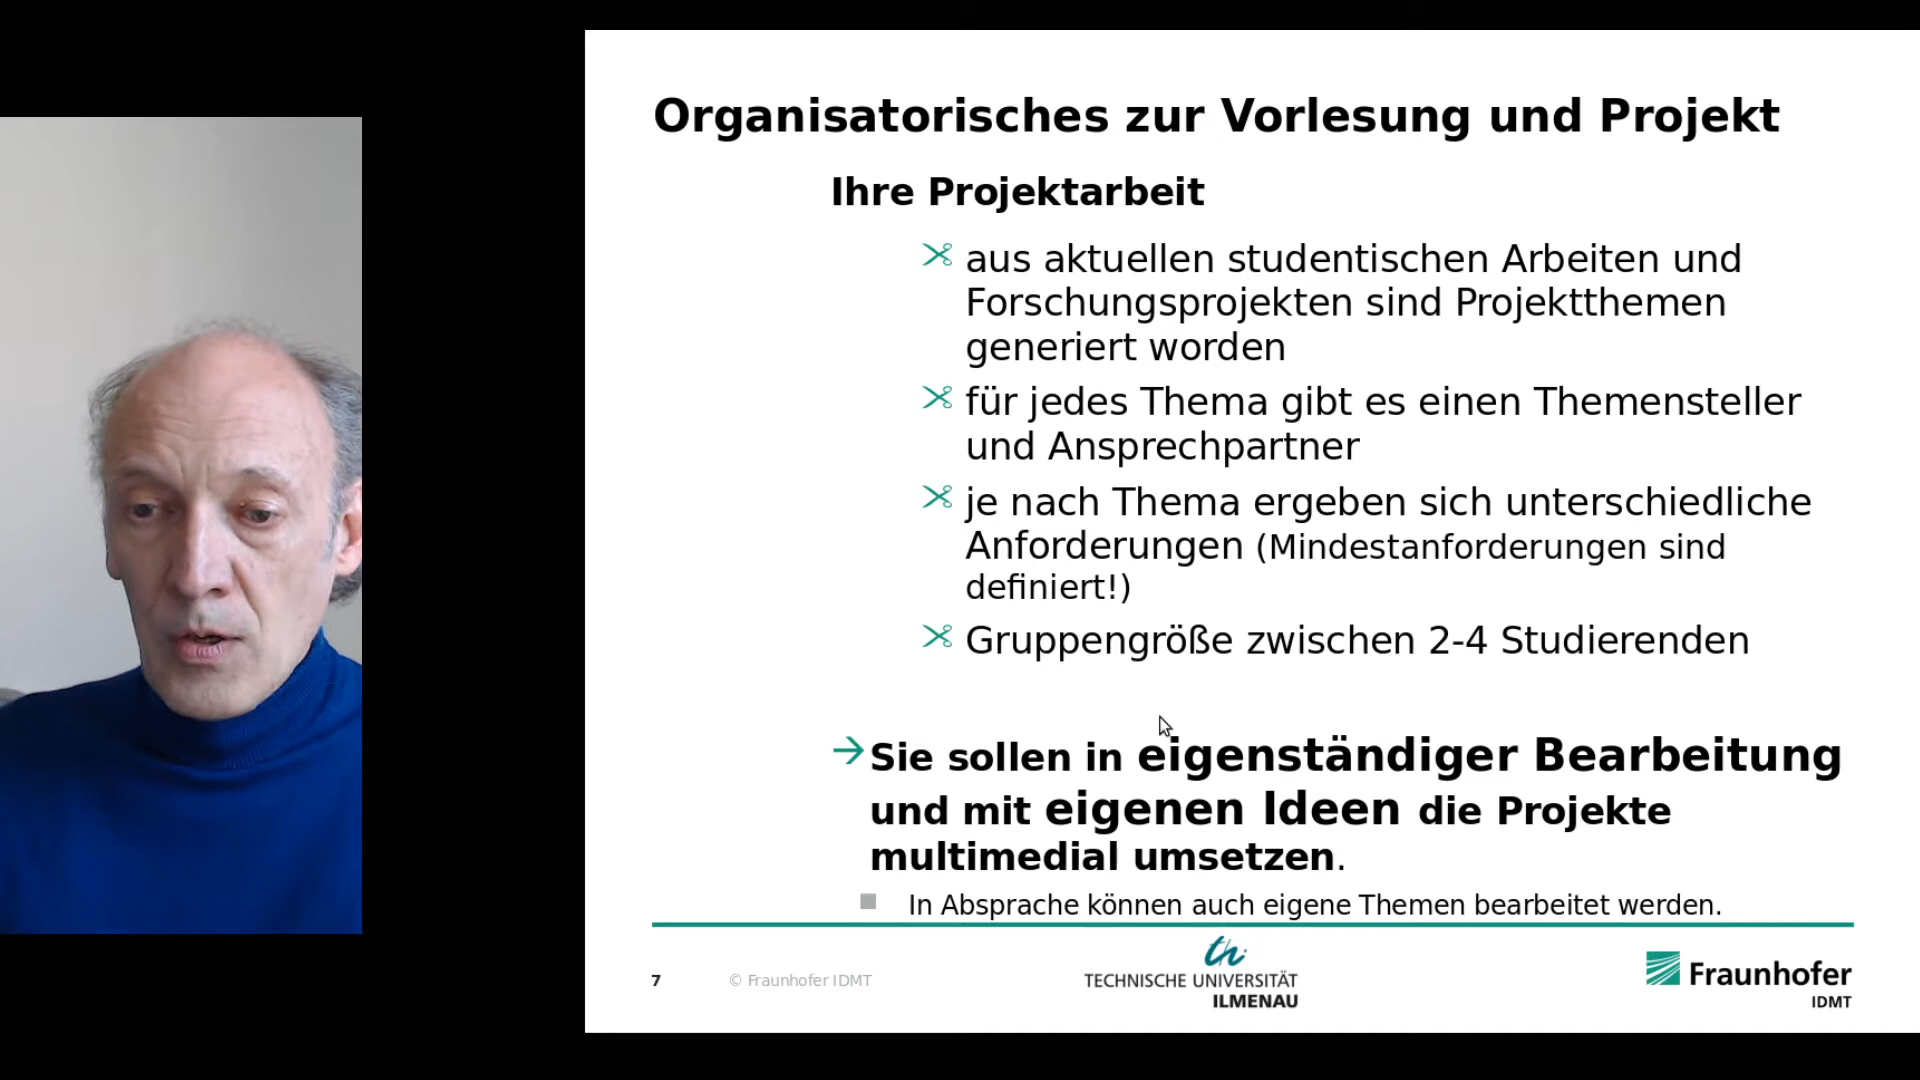 Organisatorisches zur Vorlesung und Projekt
Ihre Projektarbeit
aus aktuellen studentischen Arbeiten und
Forschungsprojekten sind Projektthemen
generiert worden
für jedes Thema gibt es einen Themensteller
und Ansprechpartner
je nach Thema ergeben sich unterschiedliche
Anforderungen (Mindestanforderungen sind
definiert!)
Gruppengröße zwischen 2-4 Studierenden
→ Sie sollen in eigenständiger Bearbeitung
und mit eigenen Ideen die Projekte
multimedial umsetzen.
In Absprache können auch eigene Themen bearbeitet werden.
7
© Fraunhofer IDMT
th
TECHNISCHE UNIVERSITÄT
ILMENAU
Fraunhofer
IDMT